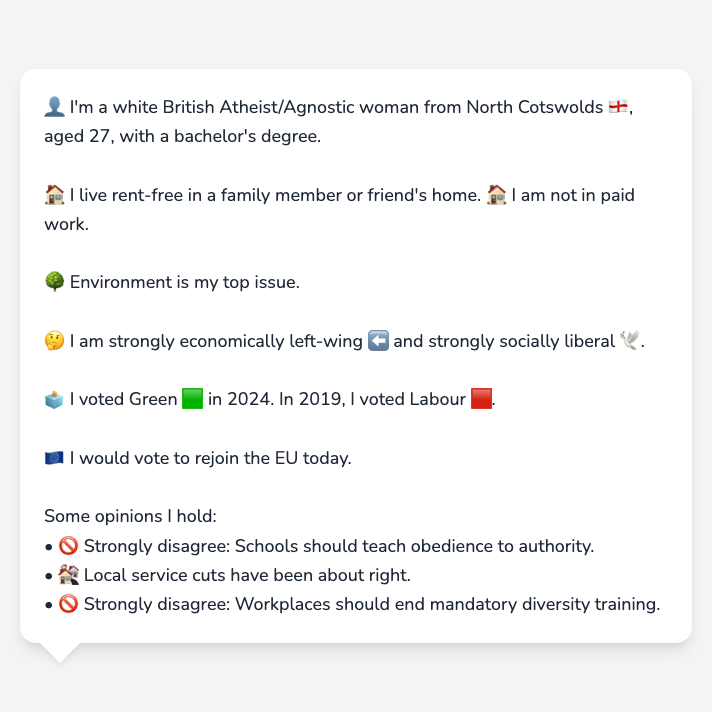 👤 I'm a white British Atheist/Agnostic woman from North Cotswolds 🏴󠁧󠁢󠁥󠁮󠁧󠁿,
aged 27, with a bachelor's degree.
🏠 I live rent-free in a family member or friend's home. 🏠 I am not in paid
work.
🌳 Environment is my top issue.
🤔 I am strongly economically left-wing ⬅️ and strongly socially liberal 🕊️.
🗳️ I voted Green 🟩 in 2024. In 2019, I voted Labour 🟥.
🇪🇺 I would vote to rejoin the EU today.
Some opinions I hold:
• 🚫 Strongly disagree: Schools should teach obedience to authority.
• 🏚️ Local service cuts have been about right.
• 🚫 Strongly disagree: Workplaces should end mandatory diversity training.